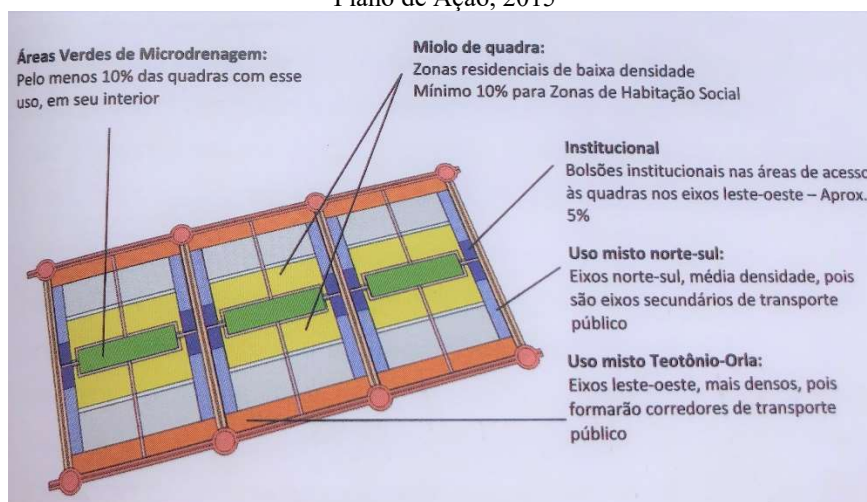 Plano de Ação, 2015
Áreas Verdes de Microdrenagem:
Pelo menos 10% das quadras com esse
uso, em seu interior
Miolo de quadra:
Zonas residenciais de baixa densidade
Mínimo 10% para Zonas de Habitação Social
Institucional
Bolsões institucionais nas áreas de acesso
às quadras nos eixos leste-oeste – Aprox.
5%
Uso misto norte-sul:
Eixos norte-sul, média densidade, pois
são eixos secundários de transporte
público
Uso misto Teotônio-Orla:
Eixos leste-oeste, mais densos, pois
formarão corredores de transporte
público